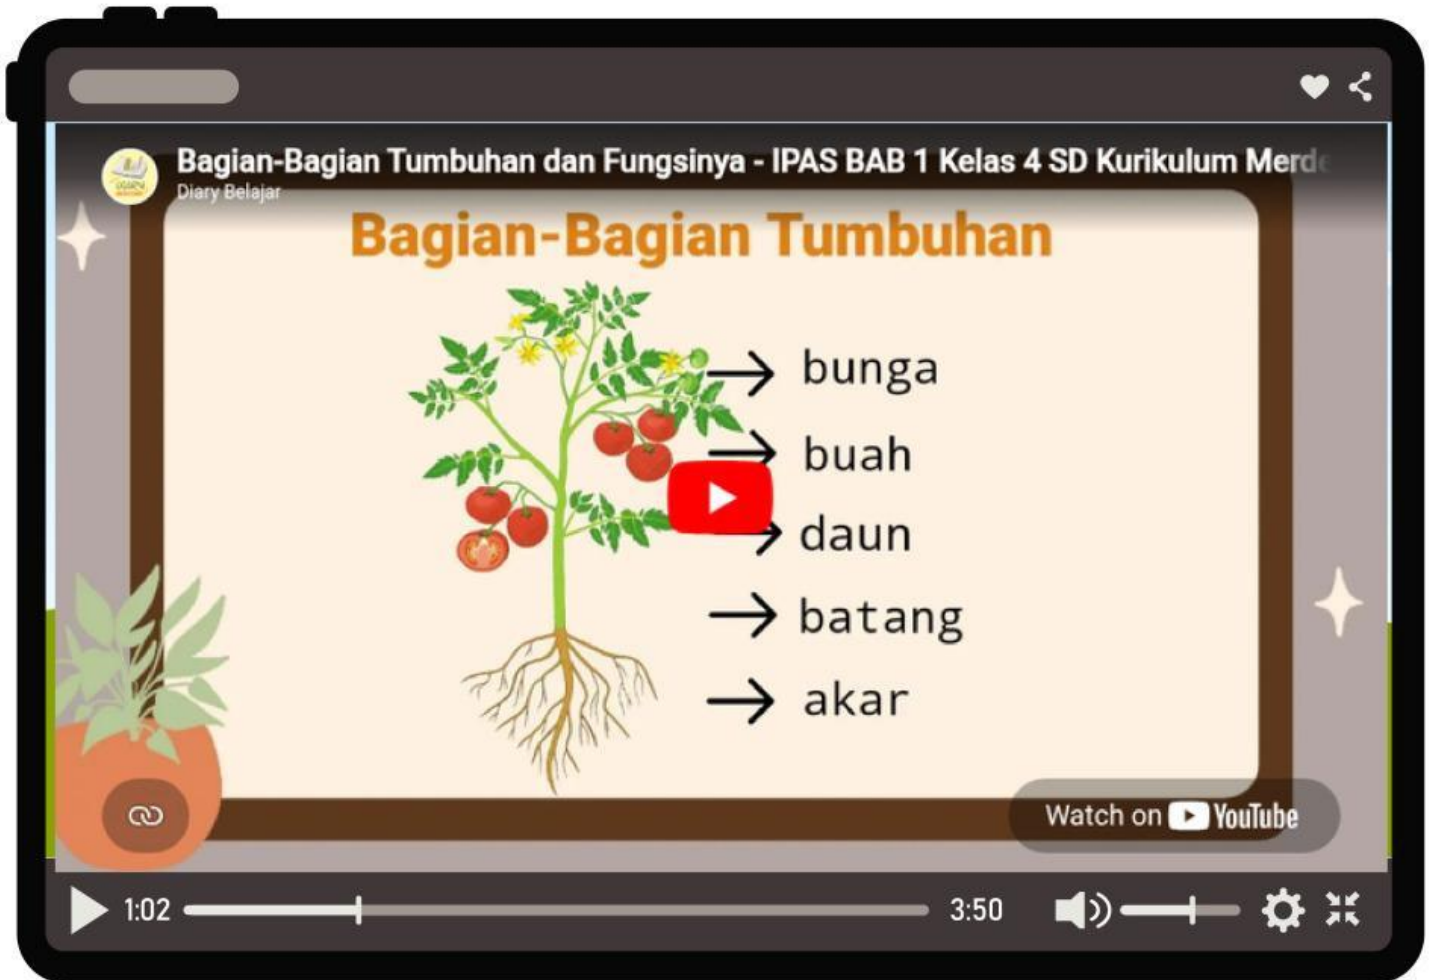 Bagian-Bagian Tumbuhan dan Fungsinya - IPAS BAB 1 Kelas 4 SD Kurikulum Merde
Diary Belajar
Bagian-Bagian Tumbuhan
bunga
buah
daun
batang
akar
Watch on YouTube
1:02
3:50